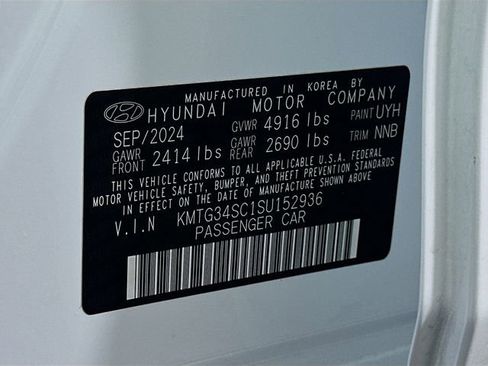 MANUFACTURED IN KOREA BY
HYUNDAI MOTOR COMPANY
SEP/2024 GVWR 4916 lbs PAINT UYH
GAWR FRONT 2414 lbs GAWR REAR 2690 lbs TRIM NNB
THIS VEHICLE CONFORMS TO ALL APPLICABLE U.S.A. FEDERAL
MOTOR VEHICLE SAFETY, BUMPER, AND THEFT PREVENTION STANDARDS
IN EFFECT ON THE DATE OF MANUFACTURE SHOWN ABOVE.
V.I.N KMTG34SC1SU152936
PASSENGER CAR